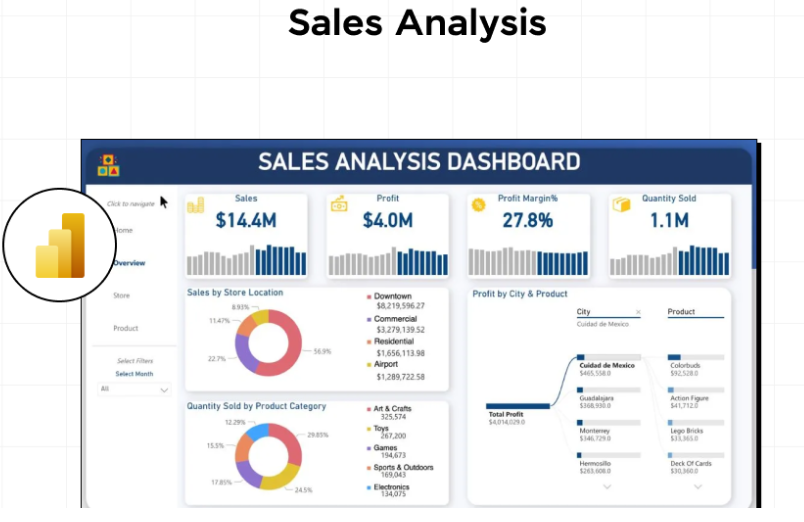 Sales Analysis
SALES ANALYSIS DASHBOARD
Click to navigate
Home
Overview
Store
Product
Select Filters
Select Month
All
Sales
$14.4M
Profit
$4.0M
Profit Margin%
27.8%
Quantity Sold
1.1M
Sales by Store Location
8.93%
11.47%
22.7%
56.9%
Downtown
$8,219,596.27
Commercial
$3,279,139.52
Residential
$1,656,113.98
Airport
$1,289,722.58
Quantity Sold by Product Category
12.29%
15.5%
17.85%
24.5%
29.85%
Art & Crafts
325,574
Toys
267,200
Games
194,673
Sports & Outdoors
169,043
Electronics
134,075
Profit by City & Product
City
Cuidad de Mexico
Product
Total Profit
$4,014,029.0
Cuidad de Mexico
$465,558.0
Guadalajara
$368,930.0
Monterrey
$346,729.0
Hermosillo
$263,608.0
Colorbuds
$92,528.0
Action Figure
$41,712.0
Lego Bricks
$33,365.0
Deck Of Cards
$30,360.0